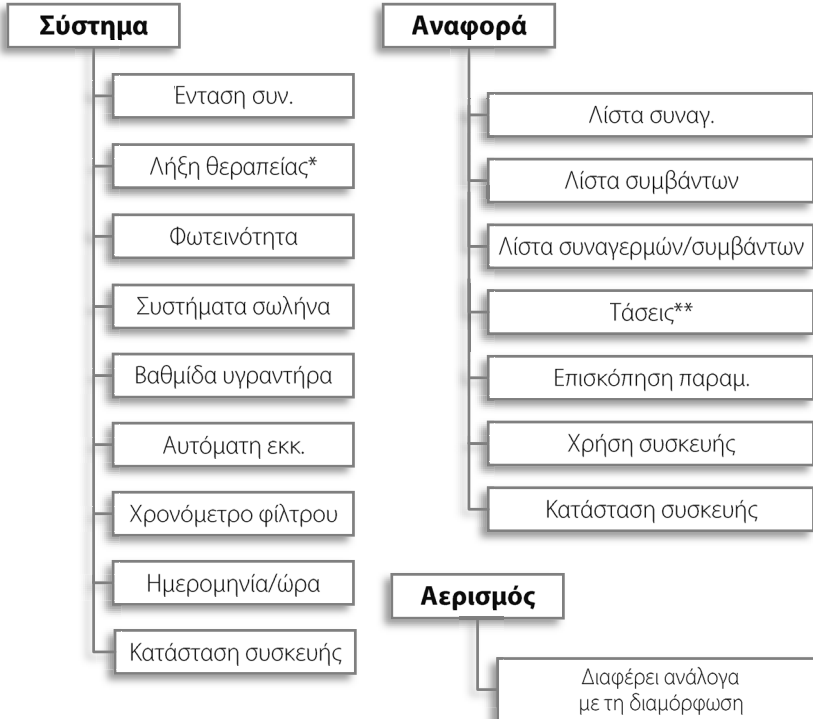 Σύστημα
Ένταση συν.
Λήξη θεραπείας*
Φωτεινότητα
Συστήματα σωλήνα
Βαθμίδα υγραντήρα
Αυτόματη εκκ.
Χρονόμετρο φίλτρου
Ημερομηνία/ώρα
Κατάσταση συσκευής
Αναφορά
Λίστα συναγ.
Λίστα συμβάντων
Λίστα συναγερμών/συμβάντων
Τάσεις**
Επισκόπηση παραμ.
Χρήση συσκευής
Κατάσταση συσκευής
Αερισμός
Διαφέρει ανάλογα
με τη διαμόρφωση